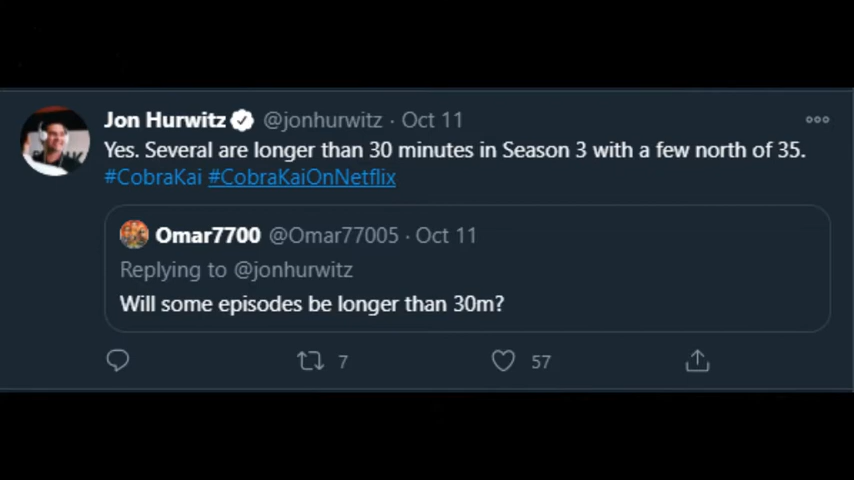 Jon Hurwitz @jonhurwitz · Oct 11
Yes. Several are longer than 30 minutes in Season 3 with a few north of 35.
#CobraKai #CobraKaiOnNetflix
Omar7700 @Omar77005 · Oct 11
Replying to @jonhurwitz
Will some episodes be longer than 30m?
7 57